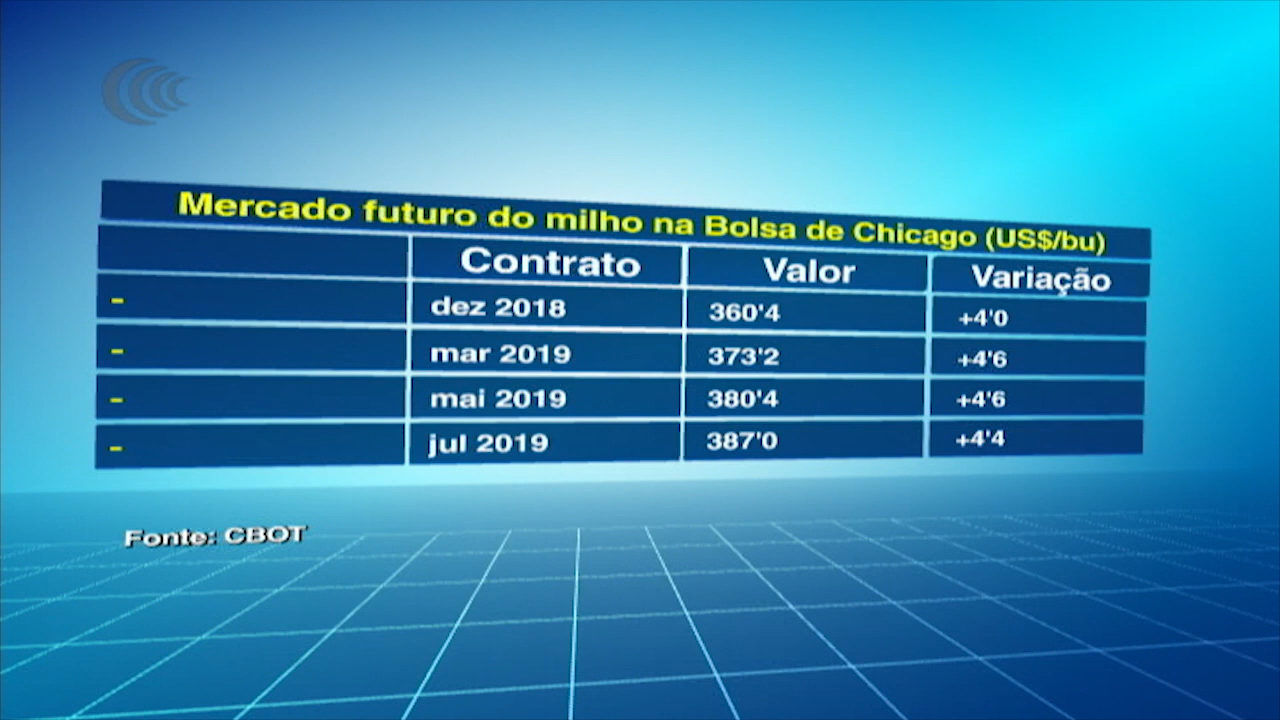 Mercado futuro do milho na Bolsa de Chicago (US$/bu)
Contrato Valor Variação
- dez 2018 360'4 +4'0
- mar 2019 373'2 +4'6
- mai 2019 380'4 +4'6
- jul 2019 387'0 +4'4
Fonte: CBOT